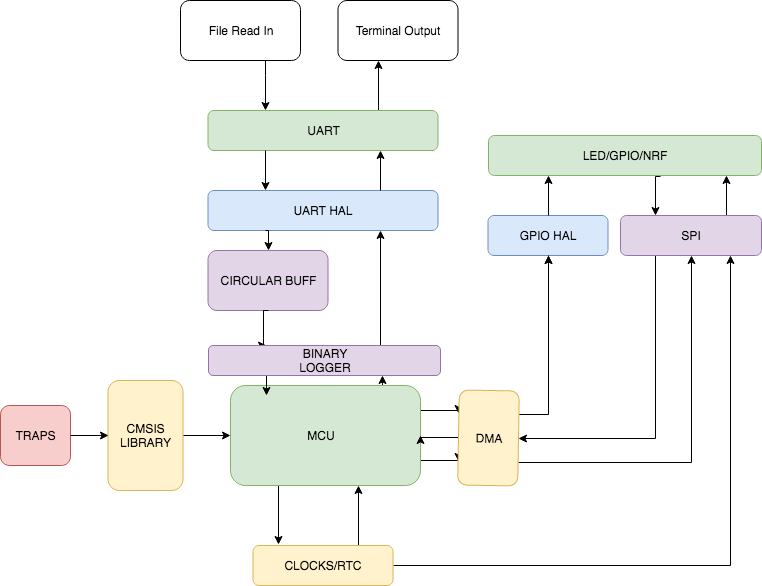 File Read In
Terminal Output
UART
LED/GPIO/NRF
UART HAL
GPIO HAL
SPI
CIRCULAR BUFF
BINARY
LOGGER
TRAPS
CMSIS
LIBRARY
MCU
DMA
CLOCKS/RTC